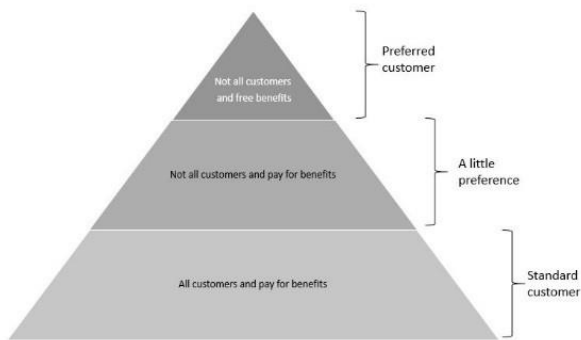 Preferred
customer
Not all customers
and free benefits
A little
preference
Not all customers and pay for benefits
Standard
customer
All customers and pay for benefits